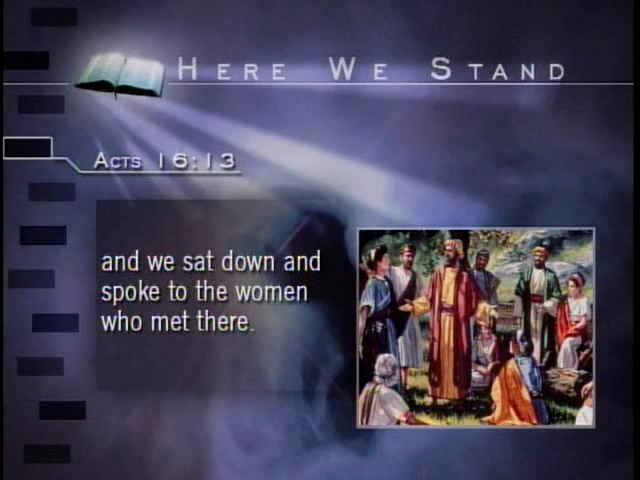 HERE WE STAND
ACTS 16:13
and we sat down and
spoke to the women
who met there.